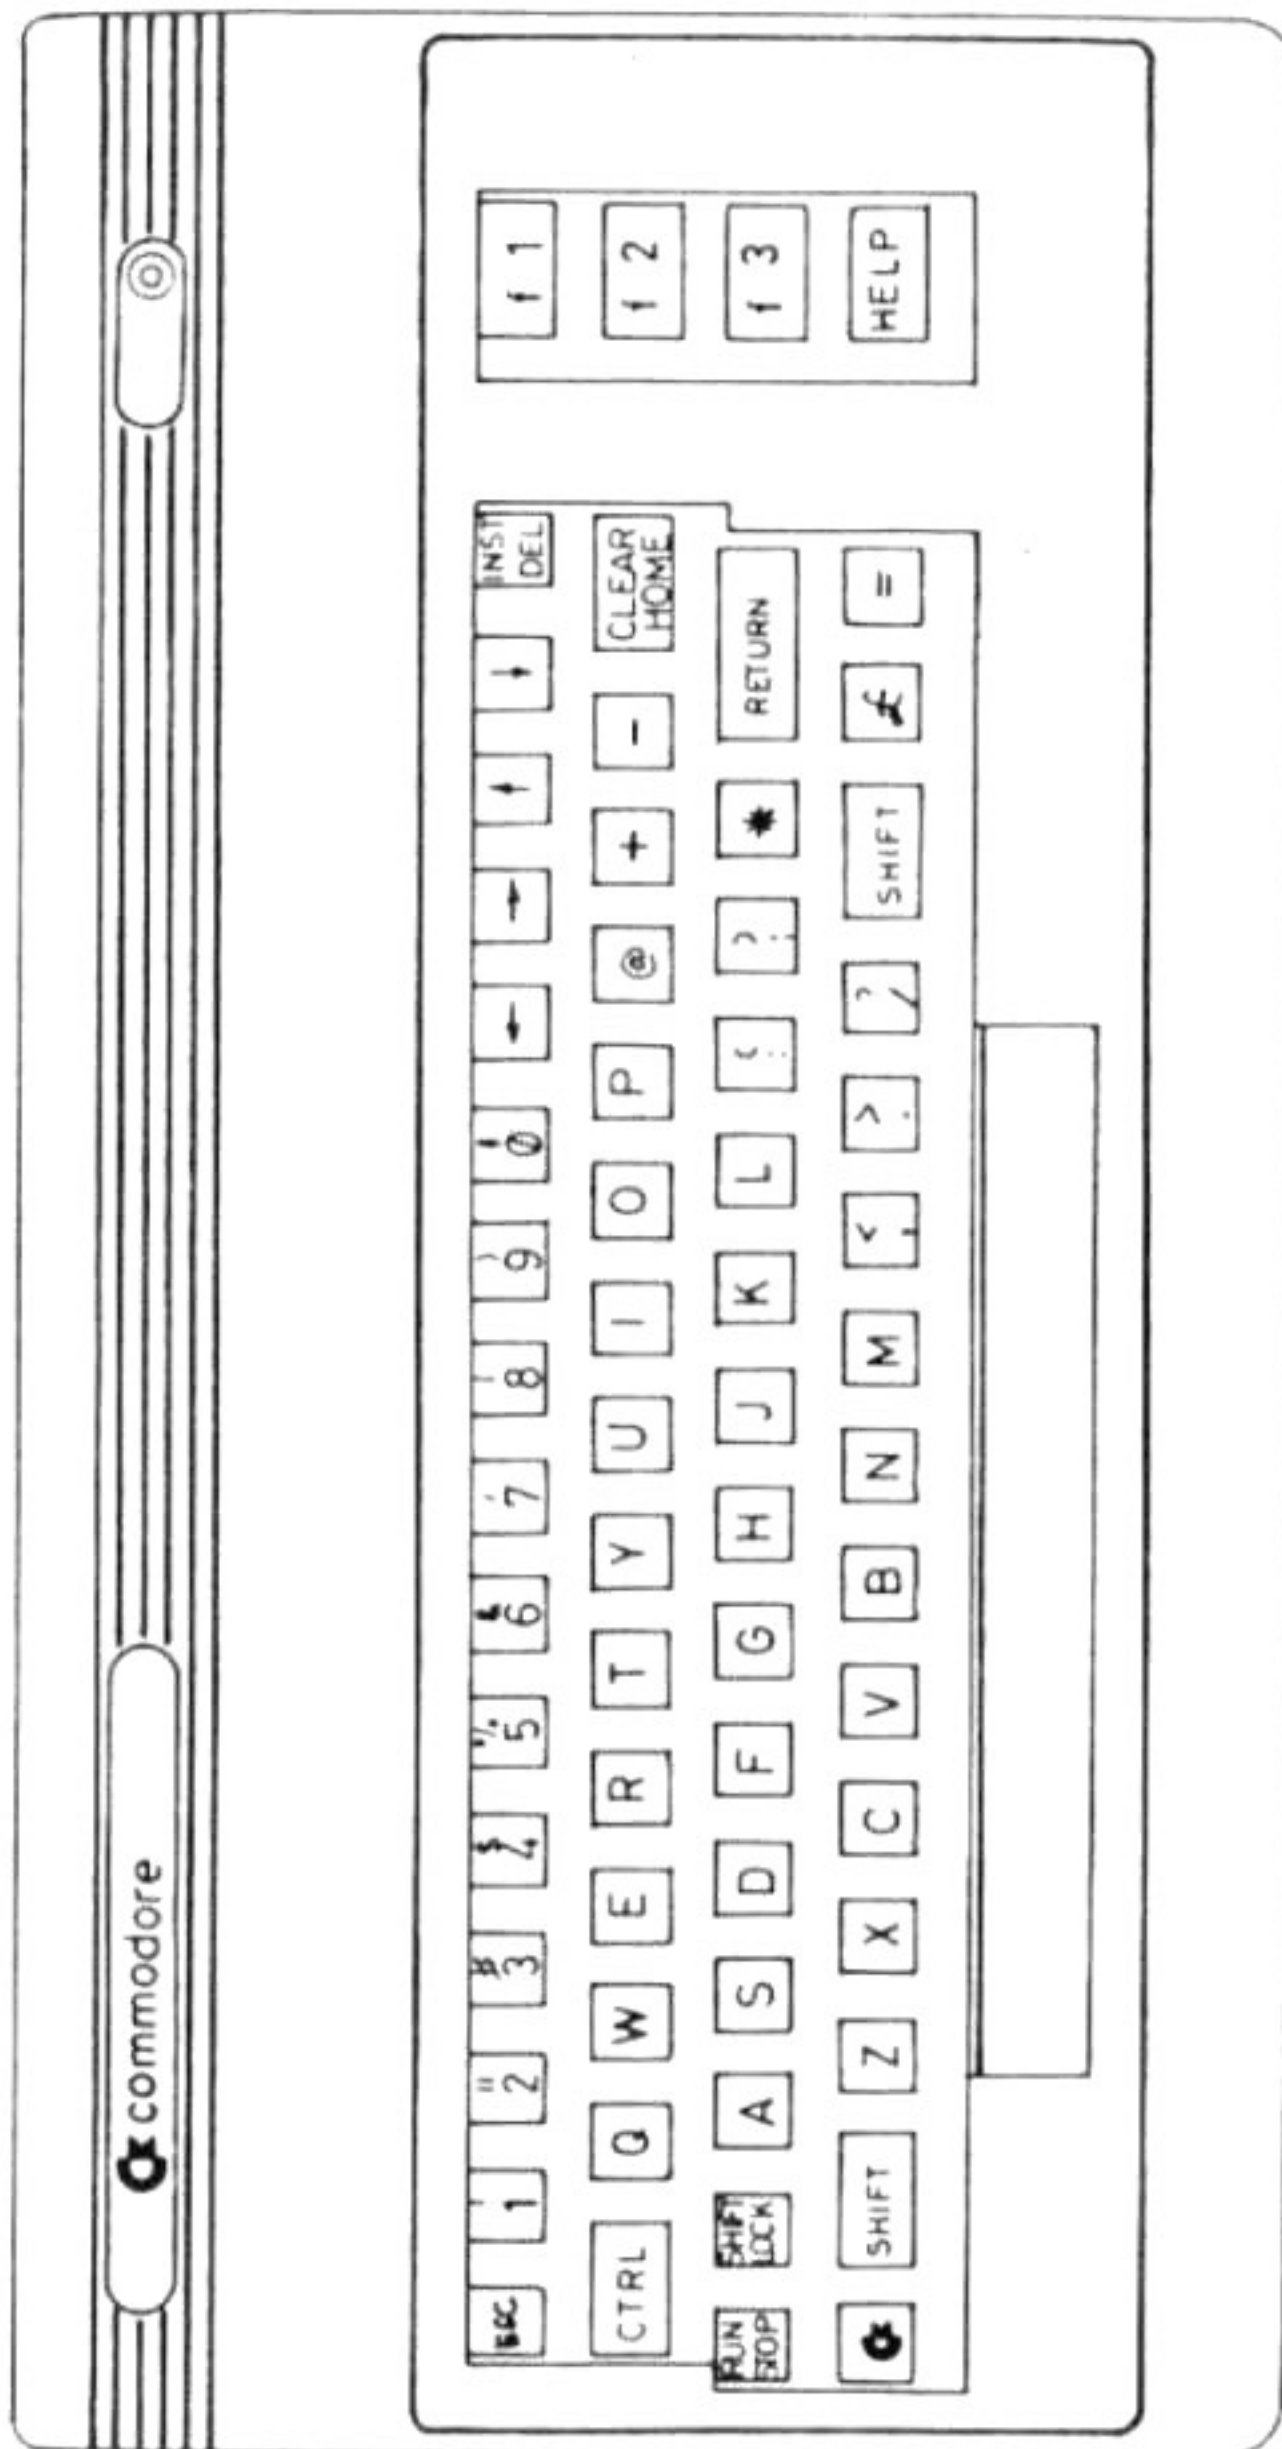 commodore
f 1
f 2
f 3
HELP
ESC 1 " 2 # 3 $ 4 % 5 & 6 ' 7 8 ) 9 0 ← → ↑ ↓ INST DEL
CTRL Q W E R T Y U I O P @ + - CLEAR HOME
RUN STOP SHIFT LOCK A S D F G H J K L * RETURN
SHIFT Z X C V B N M < , > . ? / SHIFT £ =